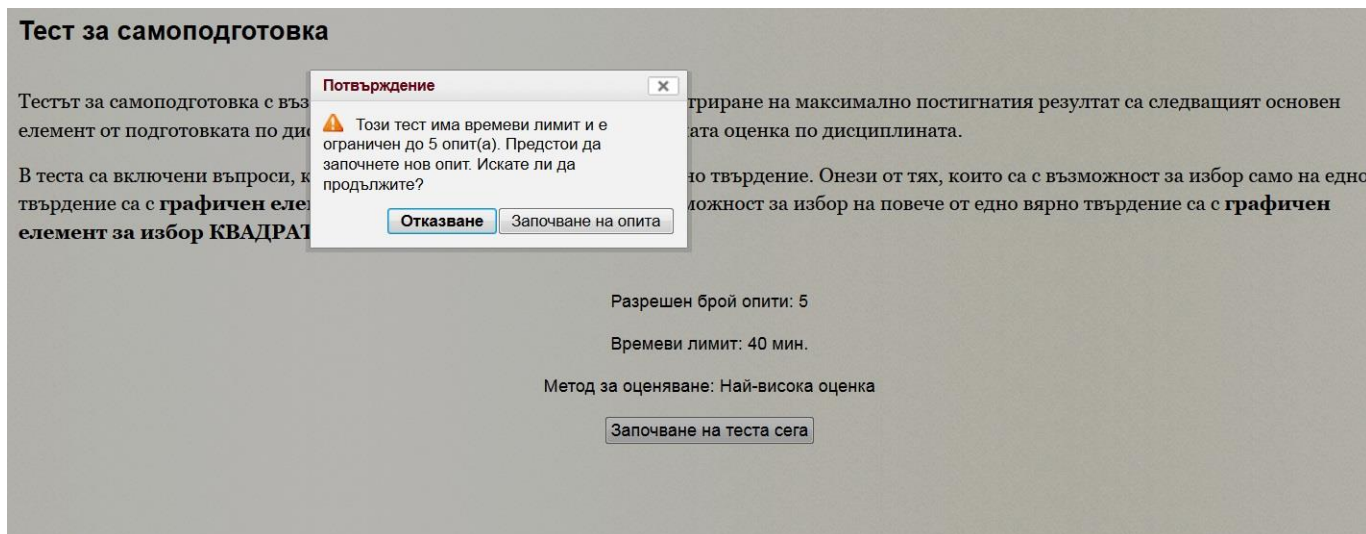 Тест за самоподготовка
Потвърждение
Този тест има времеви лимит и е
ограничен до 5 опит(а). Предстои да
започнете нов опит. Искате ли да
продължите?
Отказване Започване на опита
Тестът за самоподготовка с въз триране на максимално постигнатия резултат са следващият основен
елемент от подготовката по дис ата оценка по дисциплината.
В теста са включени въпроси, к но твърдение. Онези от тях, които са с възможност за избор само на едно
твърдение са с графичен еле можност за избор на повече от едно вярно твърдение са с графичен
елемент за избор КВАДРАТ
Разрешен брой опити: 5
Времеви лимит: 40 мин.
Метод за оценяване: Най-висока оценка
Започване на теста сега